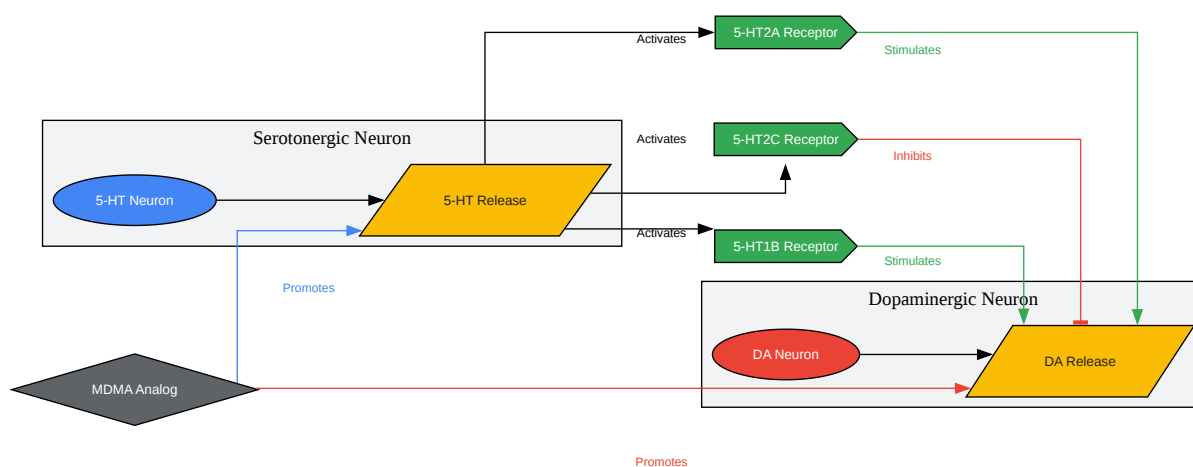 5-HT2A Receptor
Activates
Stimulates
Serotonergic Neuron
Activates
5-HT2C Receptor
Inhibits
5-HT Neuron
5-HT Release
Activates
5-HT1B Receptor
Stimulates
Promotes
Dopaminergic Neuron
DA Neuron
DA Release
MDMA Analog
Promotes